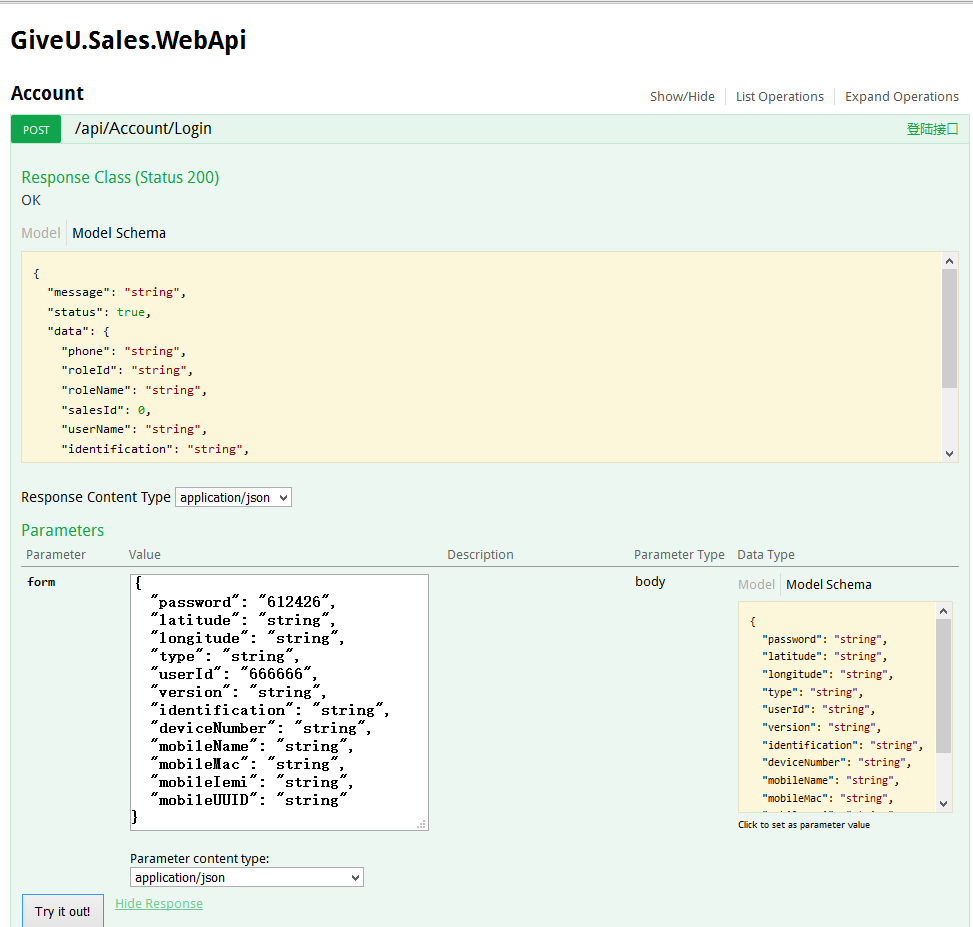 GiveU.Sales.WebApi
Account
Show/Hide
List Operations
Expand Operations
POST
/api/Account/Login
登陆接口
Response Class (Status 200)
OK
Model
Model Schema
{
"message": "string",
"status": true,
"data": {
"phone": "string",
"roleId": "string",
"roleName": "string",
"salesId": 0,
"userName": "string",
"identification": "string",
Response Content Type application/json
Parameters
Parameter
Value
Description
Parameter Type
Data Type
form
{
"password": "612426",
"latitude": "string",
"longitude": "string",
"type": "string",
"userId": "666666",
"version": "string",
"identification": "string",
"deviceNumber": "string",
"mobileName": "string",
"mobileMac": "string",
"mobileIemi": "string",
"mobileUUID": "string"
}
body
Model
Model Schema
{
"password": "string",
"latitude": "string",
"longitude": "string",
"type": "string",
"userId": "string",
"version": "string",
"identification": "string",
"deviceNumber": "string",
"mobileName": "string",
"mobileMac": "string",
Click to set as parameter value
Parameter content type:
application/json
Try it out!
Hide Response